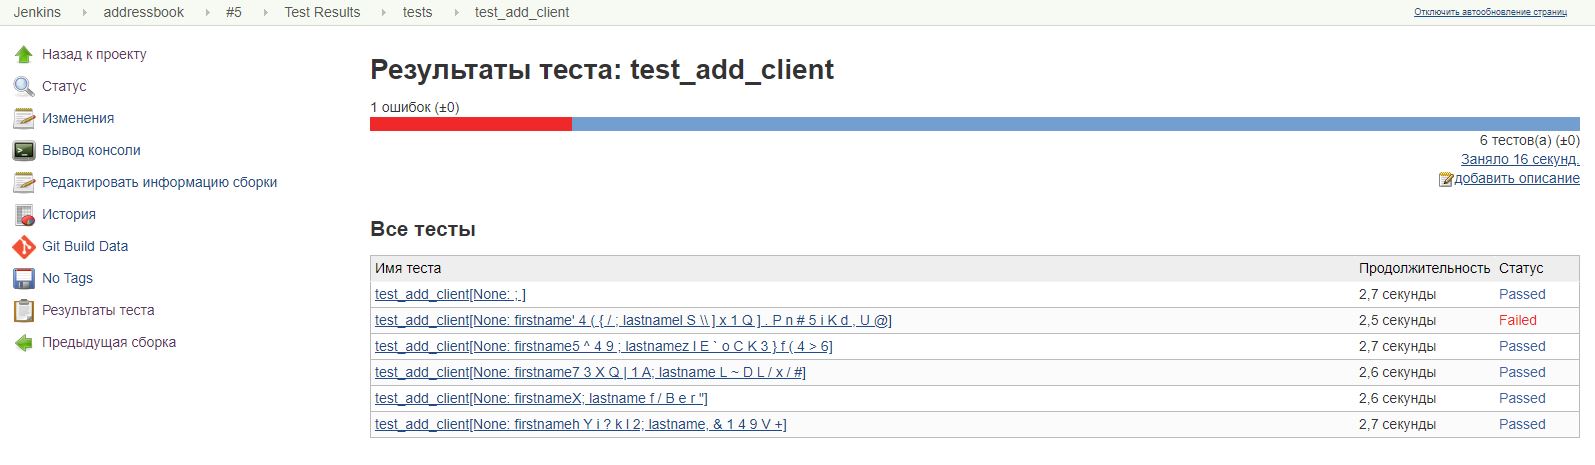 Jenkins addressbook #5 Test Results tests test_add_client Отключить автообновление страниц
Назад к проекту
Статус
Изменения
Вывод консоли
Редактировать информацию сборки
История
Git Build Data
No Tags
Результаты теста
Предыдущая сборка
Результаты теста: test_add_client
1 ошибок (±0)
6 тестов(а) (±0)
Заняло 16 секунд.
добавить описание
Все тесты
Имя теста Продолжительность Статус
test_add_client[None: ; ] 2,7 секунды Passed
test_add_client[None: firstname' 4 ( { / ; lastnamel S \\ ] x 1 Q ] . P n # 5 i K d , U @] 2,5 секунды Failed
test_add_client[None: firstname5 ^ 4 9 ; lastnamez I E ` o C K 3 } f ( 4 > 6] 2,7 секунды Passed
test_add_client[None: firstname7 3 X Q | 1 A; lastname L ~ D L / x / #] 2,6 секунды Passed
test_add_client[None: firstnameX; lastname f / B e r "] 2,6 секунды Passed
test_add_client[None: firstnameh Y i ? k l 2; lastname, & 1 4 9 V +] 2,7 секунды Passed